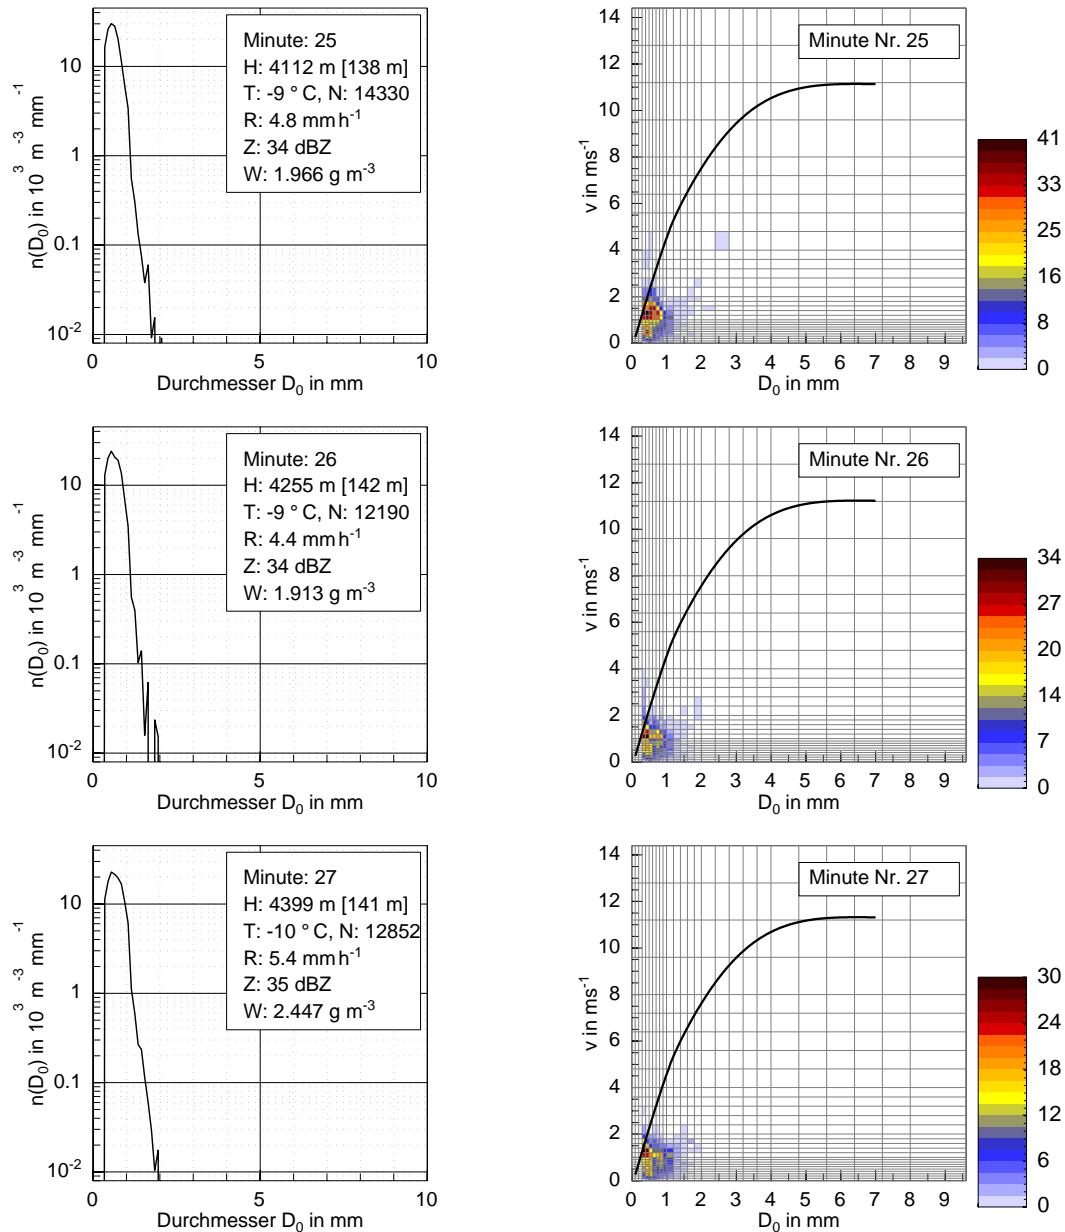 Minute: 25
H: 4112 m [138 m]
T: -9 ° C, N: 14330
R: 4.8 mm h-1
Z: 34 dBZ
W: 1.966 g m-3
n(D0) in 10 3 m -3 mm -1
10
1
0.1
10-2
5
10
Durchmesser D0 in mm
Minute Nr. 25
v in ms-1
14
12
10
8
6
4
2
0
0 1 2 3 4 5 6 7 8 9
D0 in mm
41
33
25
16
8
0
Minute: 26
H: 4255 m [142 m]
T: -9 ° C, N: 12190
R: 4.4 mm h-1
Z: 34 dBZ
W: 1.913 g m-3
n(D0) in 10 3 m -3 mm -1
10
1
0.1
10-2
5
10
Durchmesser D0 in mm
Minute Nr. 26
v in ms-1
14
12
10
8
6
4
2
0
0 1 2 3 4 5 6 7 8 9
D0 in mm
34
27
20
14
7
0
Minute: 27
H: 4399 m [141 m]
T: -10 ° C, N: 12852
R: 5.4 mm h-1
Z: 35 dBZ
W: 2.447 g m-3
n(D0) in 10 3 m -3 mm -1
10
1
0.1
10-2
5
10
Durchmesser D0 in mm
Minute Nr. 27
v in ms-1
14
12
10
8
6
4
2
0
0 1 2 3 4 5 6 7 8 9
D0 in mm
30
24
18
12
6
0